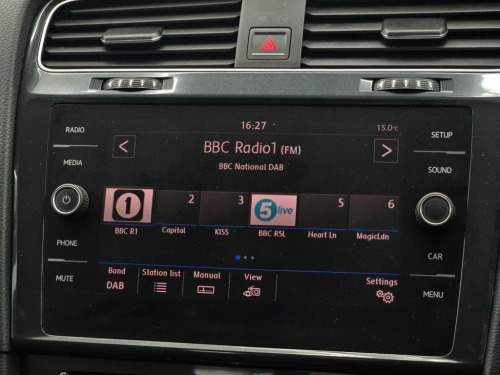 RADIO
MEDIA
PHONE
MUTE
16:27
15.0°C
BBC Radio1 (FM)
BBC National DAB
1 2 3 5live 5 6
BBC R1 Capital KISS BBC R5L Heart Ln MagicLdn
Band Station list Manual View Settings
DAB
SETUP
SOUND
CAR
MENU